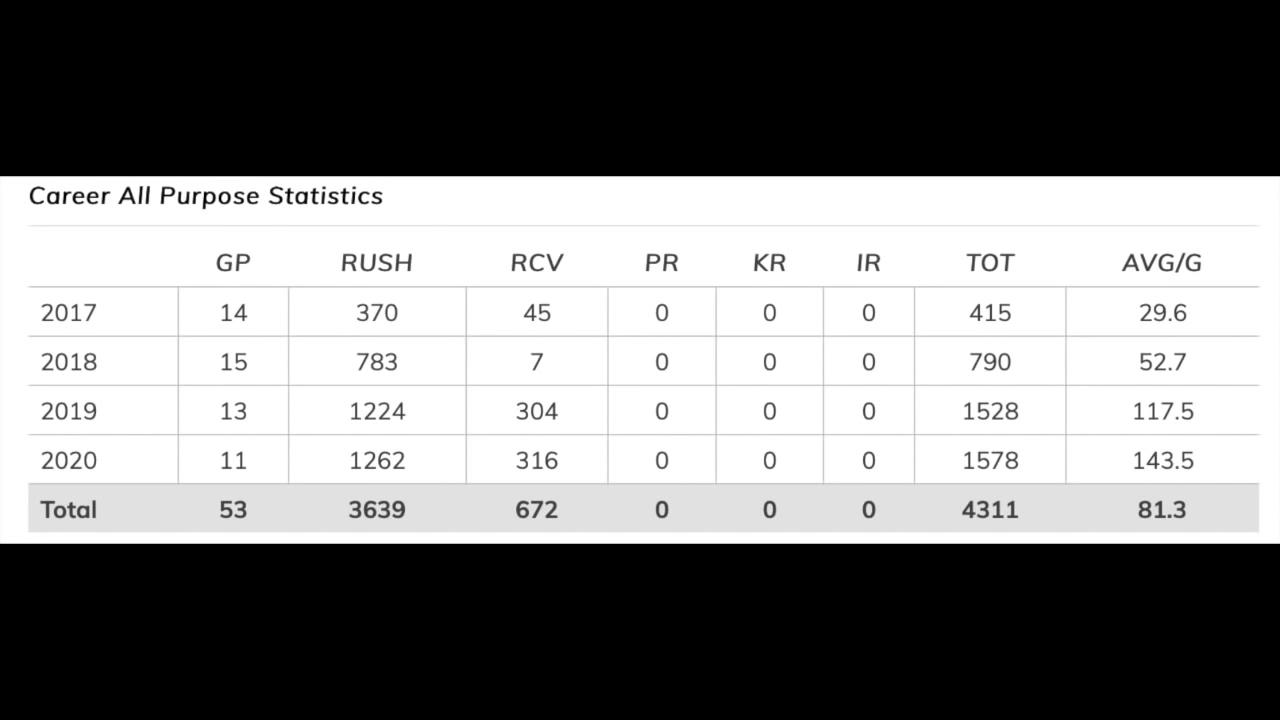 Career All Purpose Statistics
GP RUSH RCV PR KR IR TOT AVG/G
2017 14 370 45 0 0 0 415 29.6
2018 15 783 7 0 0 0 790 52.7
2019 13 1224 304 0 0 0 1528 117.5
2020 11 1262 316 0 0 0 1578 143.5
Total 53 3639 672 0 0 0 4311 81.3